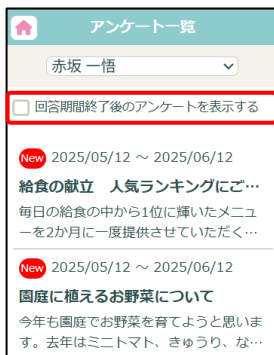 アンケート一覧
赤坂 一悟
回答期間終了後のアンケートを表示する
New 2025/05/12 ～ 2025/06/12
給食の献立　人気ランキングにご…
毎日の給食の中から1位に輝いたメニュ
ーを2か月に一度提供させていただく…
New 2025/05/12 ～ 2025/06/12
園庭に植えるお野菜について
今年も園庭でお野菜を育てようと思いま
す。去年はミニトマト、きゅうり、な…